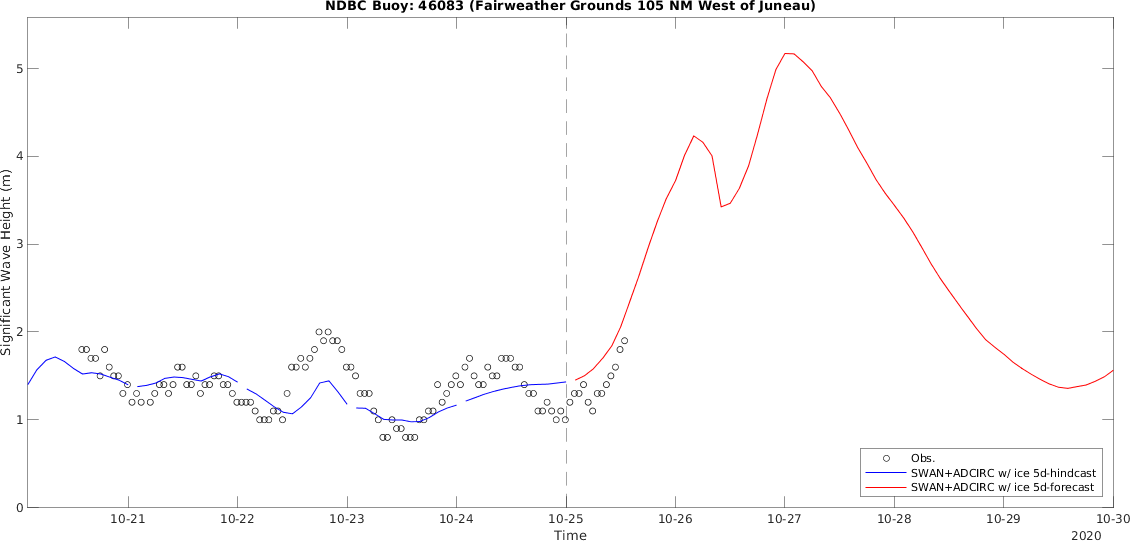 NDBC Buoy: 46083 (Fairweather Grounds 105 NM West of Juneau)
Significant Wave Height (m)
5
4
3
2
1
0
Obs.
SWAN+ADCIRC w/ ice 5d-hindcast
SWAN+ADCIRC w/ ice 5d-forecast
10-21 10-22 10-23 10-24 10-25 10-26 10-27 10-28 10-29 10-30
Time
2020